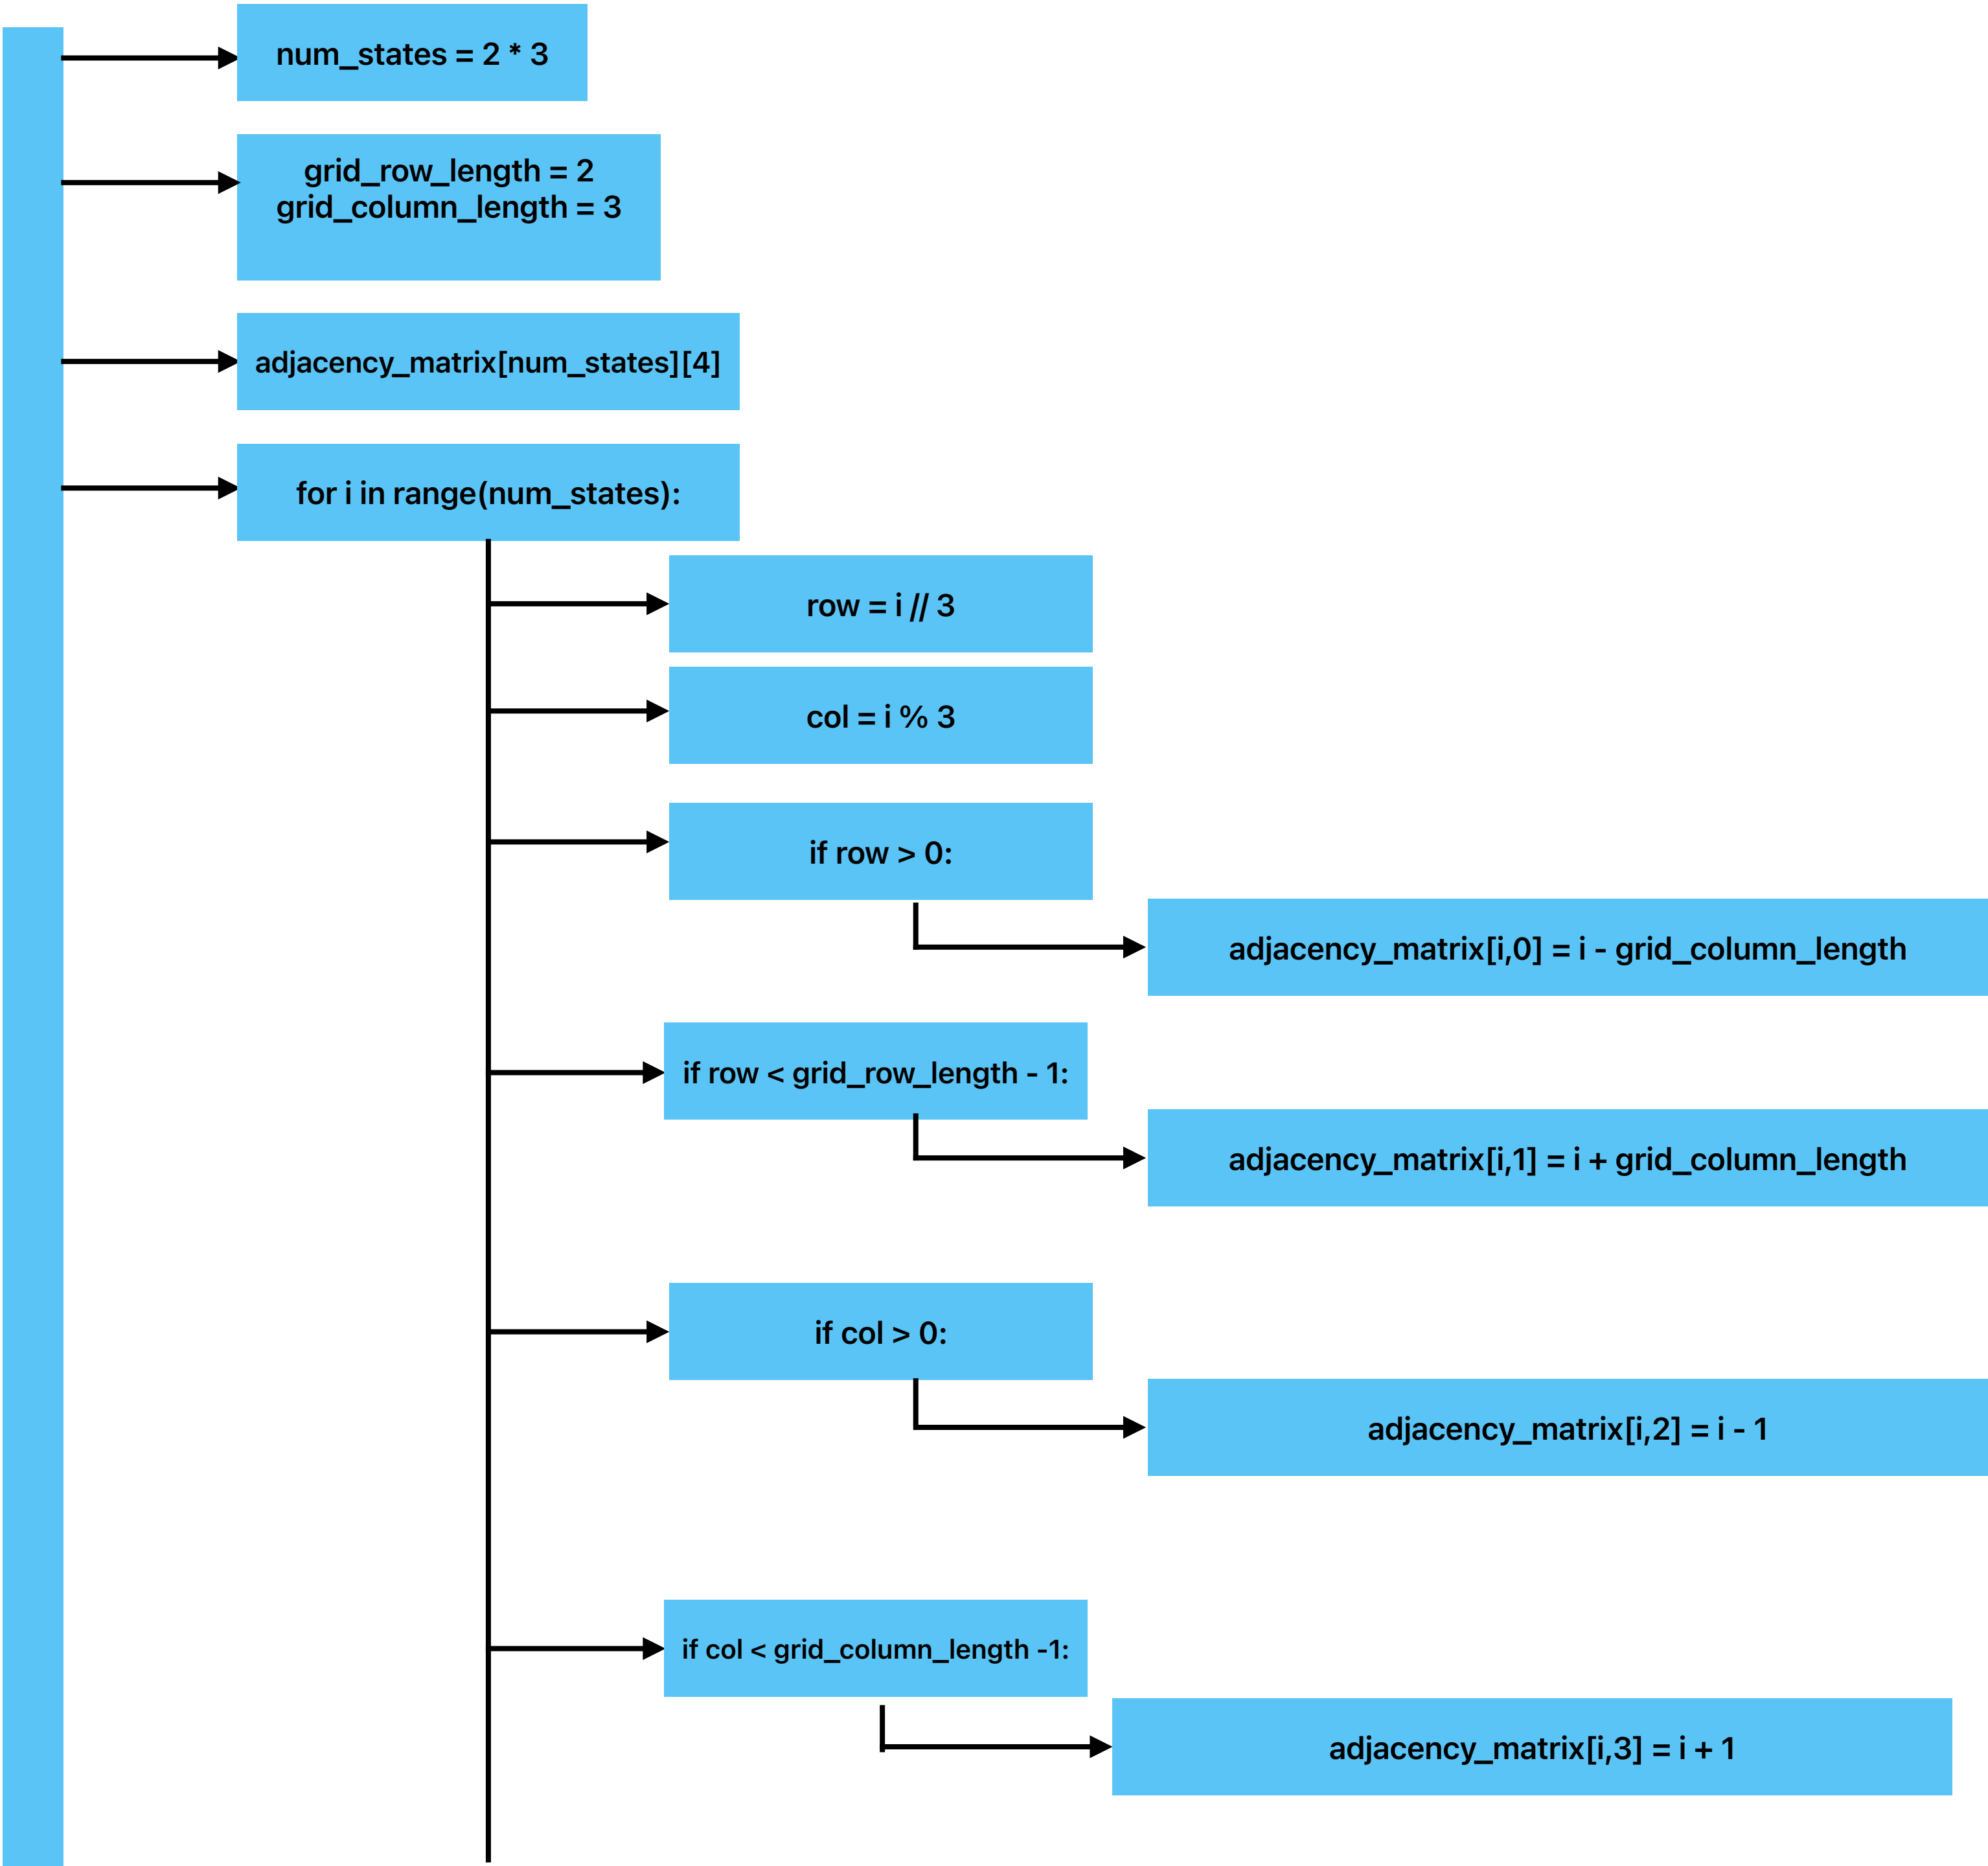 num_states = 2 * 3
grid_row_length = 2
grid_column_length = 3
adjacency_matrix[num_states][4]
for i in range(num_states):
row = i // 3
col = i % 3
if row > 0:
adjacency_matrix[i,0] = i - grid_column_length
if row < grid_row_length - 1:
adjacency_matrix[i,1] = i + grid_column_length
if col > 0:
adjacency_matrix[i,2] = i - 1
if col < grid_column_length -1:
adjacency_matrix[i,3] = i + 1